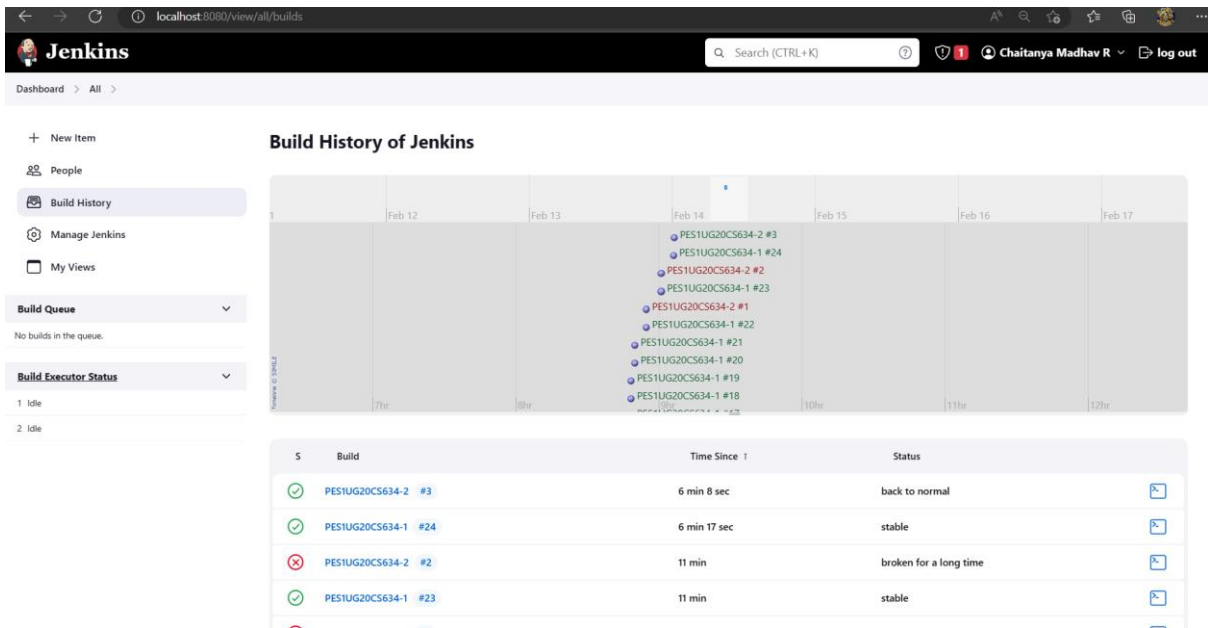 localhost:8080/view/all/builds
Jenkins
Search (CTRL+K)
1
Chaitanya Madhav R
log out
Dashboard > All >
New Item
People
Build History
Manage Jenkins
My Views
Build Queue
No builds in the queue.
Build Executor Status
1 Idle
2 Idle
Build History of Jenkins
1 Feb 12 Feb 13 Feb 14 Feb 15 Feb 16 Feb 17
PES1UG20CS634-2 #3
PES1UG20CS634-1 #24
PES1UG20CS634-2 #2
PES1UG20CS634-1 #23
PES1UG20CS634-2 #1
PES1UG20CS634-1 #22
PES1UG20CS634-1 #21
PES1UG20CS634-1 #20
PES1UG20CS634-1 #19
PES1UG20CS634-1 #18
Timeline © SIMILE
7hr 8hr 9hr 10hr 11hr 12hr
S Build Time Since ↑ Status
PES1UG20CS634-2 #3 6 min 8 sec back to normal
PES1UG20CS634-1 #24 6 min 17 sec stable
PES1UG20CS634-2 #2 11 min broken for a long time
PES1UG20CS634-1 #23 11 min stable